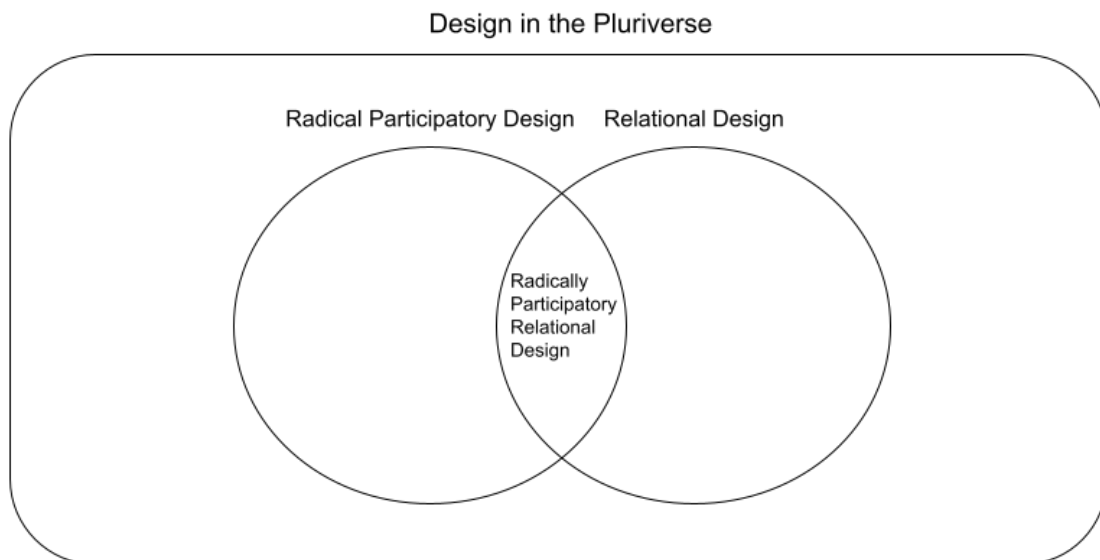 Design in the Pluriverse
Radical Participatory Design
Relational Design
Radically
Participatory
Relational
Design